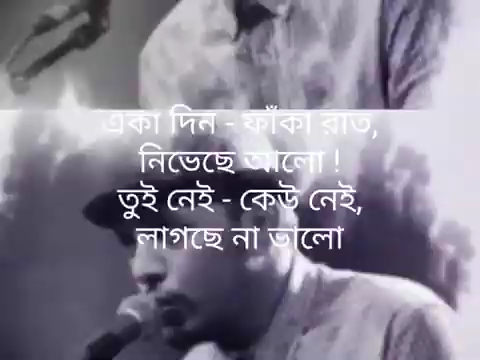 একা দিন - ফাঁকা রাত,
নিভেছে আলো !
তুই নেই - কেউ নেই,
লাগছে না ভালো